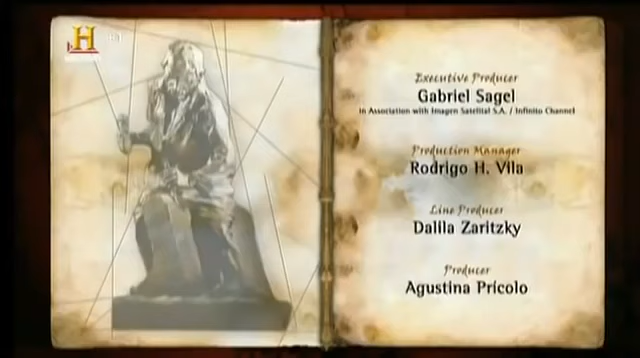 H
Executive Producer
Gabriel Sagel
in Association with Imagen Satelital S.A. / Infinito Channel
Production Manager
Rodrigo H. Vila
Line Producer
Dalila Zaritzky
Producer
Agustina Prícolo